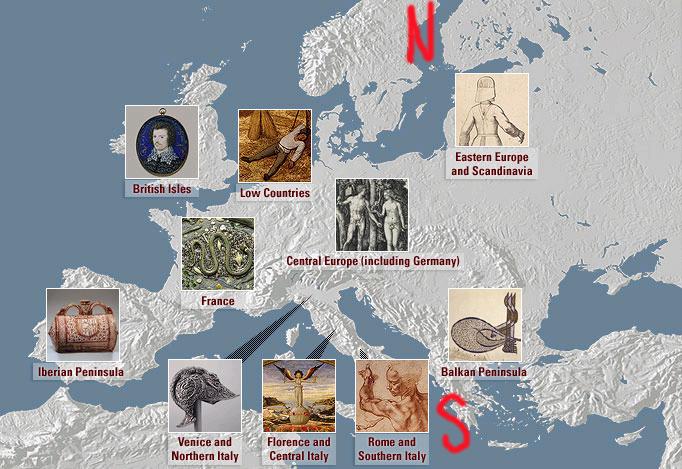 N
Eastern Europe
and Scandinavia
British Isles
Low Countries
Central Europe (including Germany)
France
Iberian Peninsula
Balkan Peninsula
Venice and
Northern Italy
Florence and
Central Italy
Rome and
Southern Italy
S